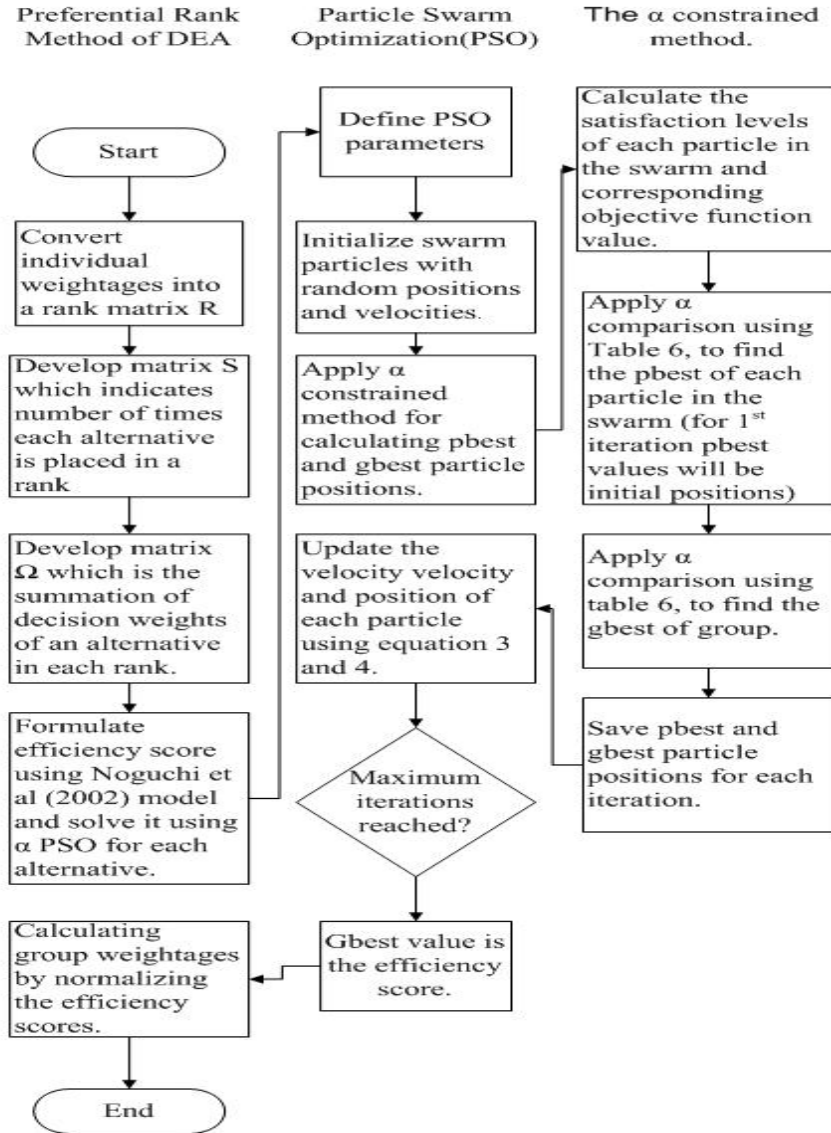 Preferential Rank
Method of DEA
Particle Swarm
Optimization(PSO)
The α constrained
method.
Start
Convert
individual
weightages into
a rank matrix R
Develop matrix S
which indicates
number of times
each alternative
is placed in a
rank
Develop matrix
Ω which is the
summation of
decision weights
of an alternative
in each rank.
Formulate
efficiency score
using Noguchi et
al (2002) model
and solve it using
α PSO for each
alternative.
Define PSO
parameters
Initialize swarm
particles with
random positions
and velocities.
Apply α
constrained
method for
calculating pbest
and gbest particle
positions.
Calculate the
satisfaction levels
of each particle in
the swarm and
corresponding
objective function
value.
Apply α
comparison using
Table 6, to find
the pbest of each
particle in the
swarm (for 1st
iteration pbest
values will be
initial positions)
Apply α
comparison using
table 6, to find the
gbest of group.
Save pbest and
gbest particle
positions for each
iteration.
Update the
velocity velocity
and position of
each particle
using equation 3
and 4.
Maximum
iterations
reached?
Gbest value is
the efficiency
score.
Calculating
group weightages
by normalizing
the efficiency
scores.
End